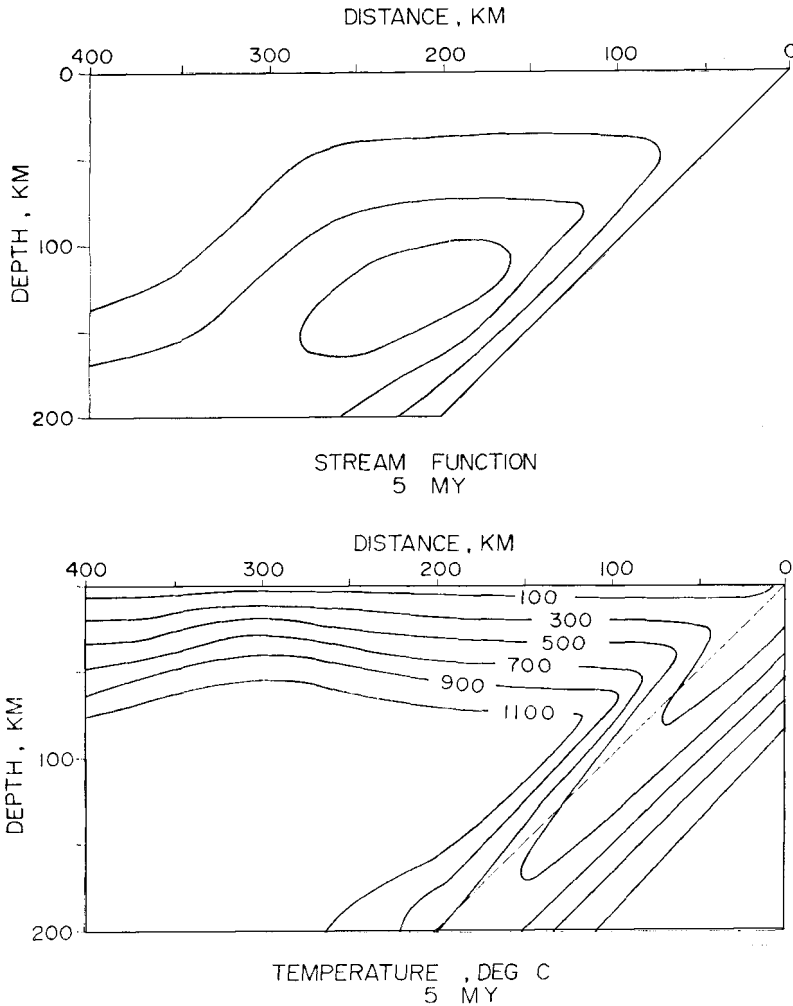 DISTANCE, KM
400 300 200 100 0
0
100
200
DEPTH, KM
STREAM FUNCTION
5 MY
DISTANCE, KM
400 300 200 100 0
100
300
500
700
900
1100
100
200
DEPTH, KM
TEMPERATURE , DEG C
5 MY